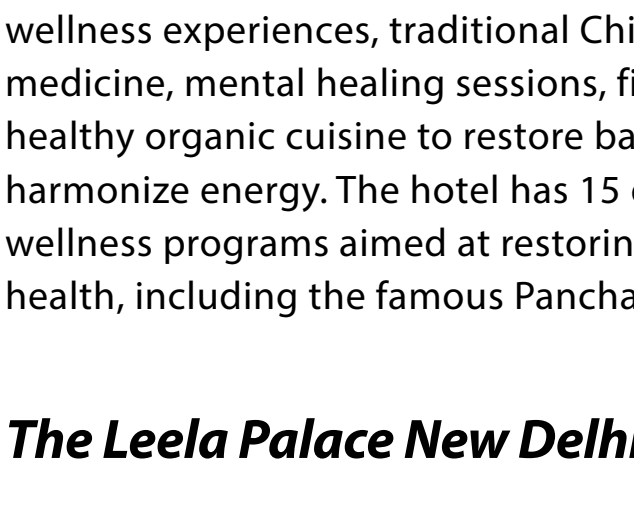 wellness experiences, traditional Chi
medicine, mental healing sessions, fi
healthy organic cuisine to restore ba
harmonize energy. The hotel has 15
wellness programs aimed at restorin
health, including the famous Pancha
The Leela Palace New Delhi